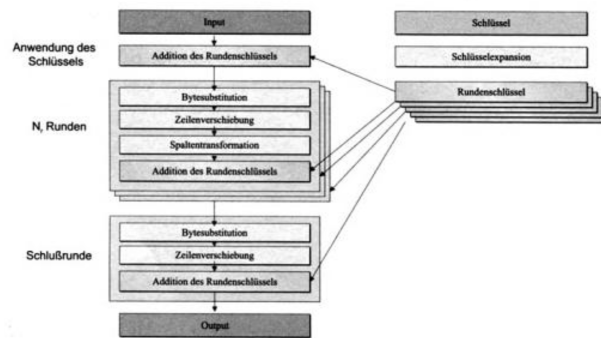 Input
Schlüssel
Anwendung des
Schlüssels
Addition des Rundenschlüssels
Schlüsselexpansion
Rundenschlüssel
Bytesubstitution
N, Runden
Zeilenverschiebung
Spaltentransformation
Addition des Rundenschlüssels
Bytesubstitution
Schlußrunde
Zeilenverschiebung
Addition des Rundenschlüssels
Output